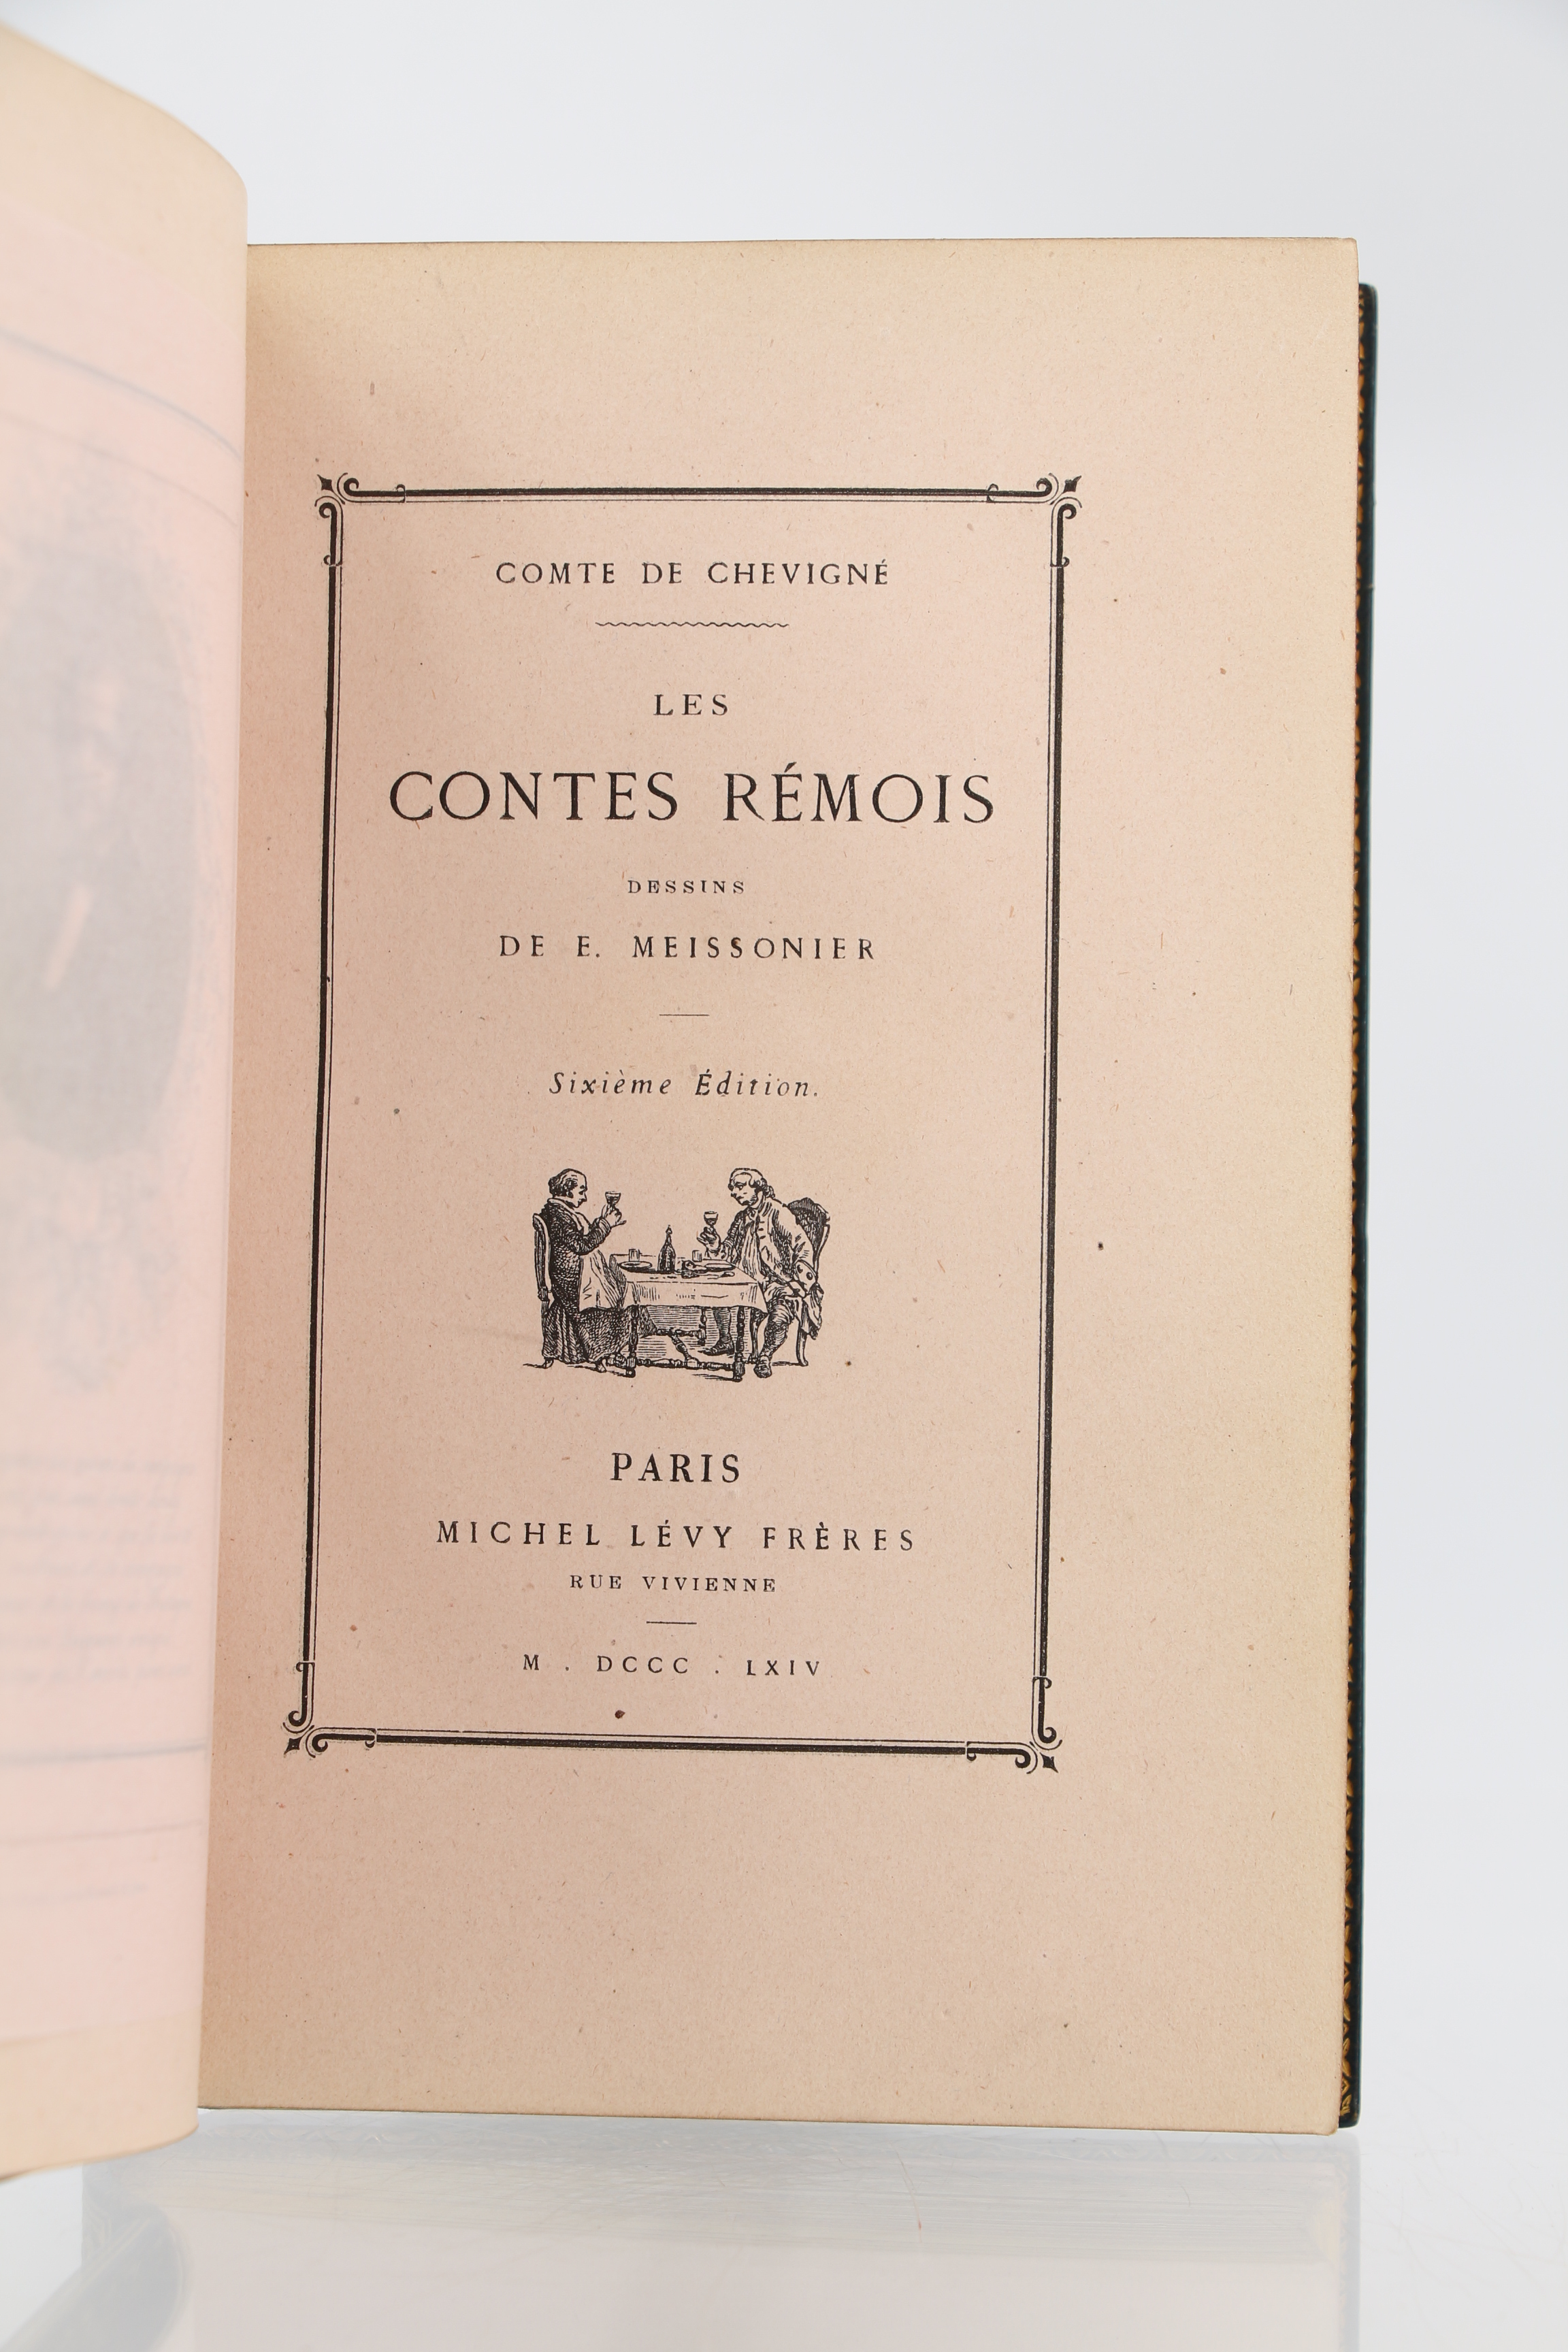 COMTE DE CHEVIGNÉ
LES
CONTES RÉMOIS
DESSINS
DE E. MEISSONIER
Sixième Édition.
PARIS
MICHEL LÉVY FRÈRES
RUE VIVIENNE
M . DCCC . LXIV